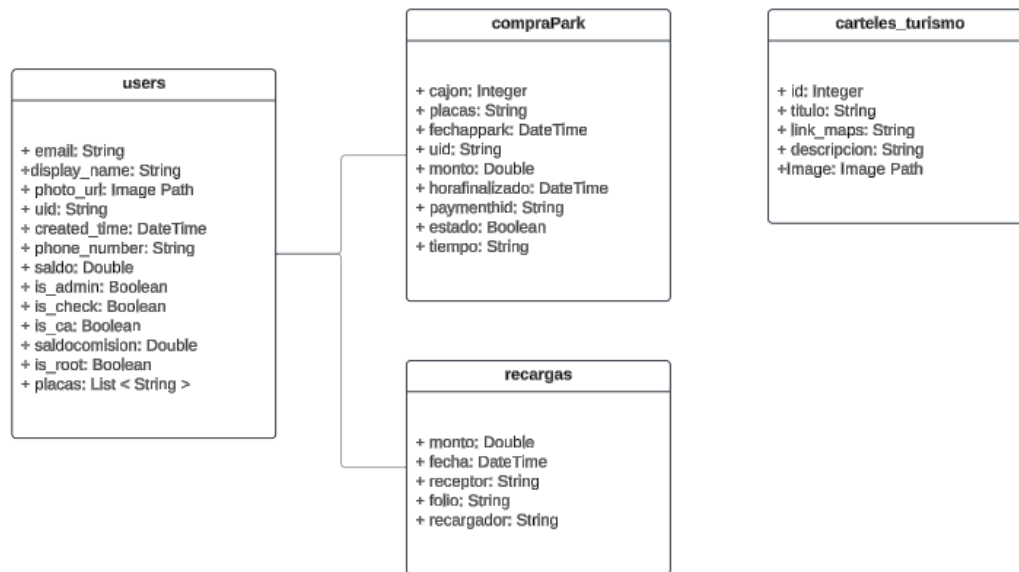 users
+ email: String
+display_name: String
+ photo_url: Image Path
+ uid: String
+ created_time: DateTime
+ phone_number: String
+ saldo: Double
+ is_admin: Boolean
+ is_check: Boolean
+ is_ca: Boolean
+ saldocomision: Double
+ is_root: Boolean
+ placas: List < String >
compraPark
+ cajon: Integer
+ placas: String
+ fechappark: DateTime
+ uid: String
+ monto: Double
+ horafinalizado: DateTime
+ paymenthid: String
+ estado: Boolean
+ tiempo: String
recargas
+ monto: Double
+ fecha: DateTime
+ receptor: String
+ folio: String
+ recargador: String
carteles_turismo
+ id: Integer
+ titulo: String
+ link_maps: String
+ descripcion: String
+Image: Image Path